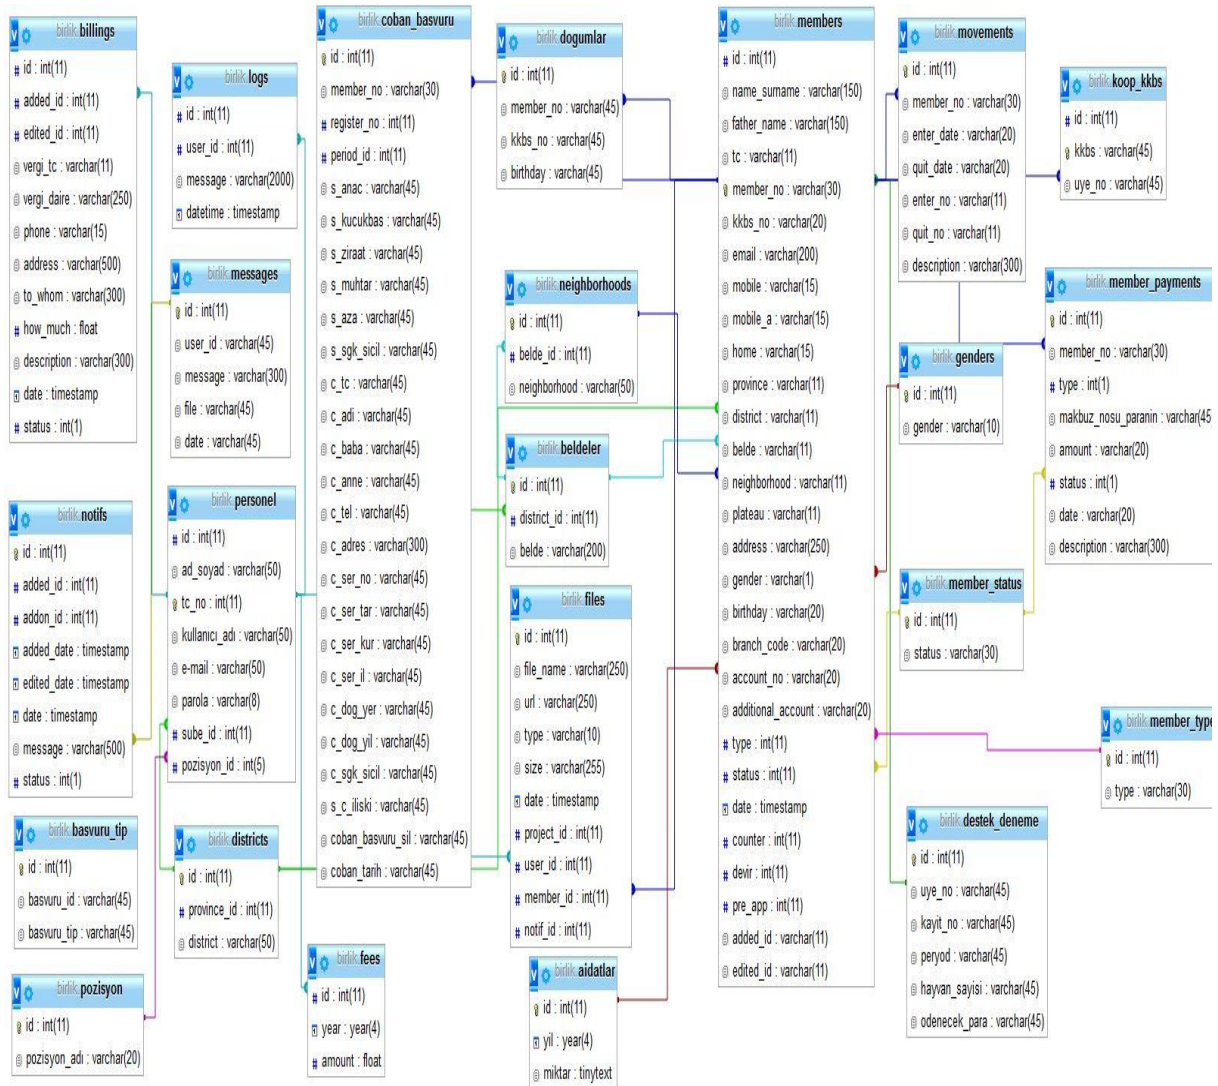 birlik billings
id : int(11)
added_id : int(11)
edited_id : int(11)
vergi_tc : varchar(11)
vergi_daire : varchar(250)
phone : varchar(15)
address : varchar(500)
to_whom : varchar(300)
how_much : float
description : varchar(300)
date : timestamp
status : int(1)
birlik notifs
id : int(11)
added_id : int(11)
addon_id : int(11)
added_date : timestamp
edited_date : timestamp
date : timestamp
message : varchar(500)
status : int(1)
birlik basvuru_tip
id : int(11)
basvuru_id : varchar(45)
basvuru_tip : varchar(45)
birlik pozisyon
id : int(11)
pozisyon_adı : varchar(20)
birlik logs
id : int(11)
user_id : int(11)
message : varchar(2000)
datetime : timestamp
birlik messages
id : int(11)
user_id : varchar(45)
message : varchar(300)
file : varchar(45)
date : varchar(45)
birlik personel
id : int(11)
ad_soyad : varchar(50)
tc_no : int(11)
kullanıcı_adı : varchar(50)
e-mail : varchar(50)
parola : varchar(8)
sube_id : int(11)
pozisyon_id : int(5)
birlik districts
id : int(11)
province_id : int(11)
district : varchar(50)
birlik coban_basvuru
id : int(11)
member_no : varchar(30)
register_no : int(11)
period_id : int(11)
s_anac : varchar(45)
s_kucukbas : varchar(45)
s_ziraat : varchar(45)
s_muhtar : varchar(45)
s_aza : varchar(45)
s_sgk_sicil : varchar(45)
c_tc : varchar(45)
c_adi : varchar(45)
c_baba : varchar(45)
c_anne : varchar(45)
c_tel : varchar(45)
c_adres : varchar(300)
c_ser_no : varchar(45)
c_ser_tar : varchar(45)
c_ser_kur : varchar(45)
c_ser_il : varchar(45)
c_dog_yer : varchar(45)
c_dog_yil : varchar(45)
c_sgk_sicil : varchar(45)
s_c_iliski : varchar(45)
coban_basvuru_sil : varchar(45)
coban_tarih : varchar(45)
birlik fees
id : int(11)
year : year(4)
amount : float
birlik dogumlar
id : int(11)
member_no : varchar(45)
kkbs_no : varchar(45)
birthday : varchar(45)
birlik neighborhoods
id : int(11)
belde_id : int(11)
neighborhood : varchar(50)
birlik beldeler
id : int(11)
district_id : int(11)
belde : varchar(200)
birlik files
id : int(11)
file_name : varchar(250)
url : varchar(250)
type : varchar(10)
size : varchar(255)
date : timestamp
project_id : int(11)
user_id : int(11)
member_id : int(11)
notif_id : int(11)
birlik aidatlar
id : int(11)
yil : year(4)
miktar : tinytext
birlik members
id : int(11)
name_surname : varchar(150)
father_name : varchar(150)
tc : varchar(11)
member_no : varchar(30)
kkbs_no : varchar(20)
email : varchar(200)
mobile : varchar(15)
mobile_a : varchar(15)
home : varchar(15)
province : varchar(11)
district : varchar(11)
belde : varchar(11)
neighborhood : varchar(11)
plateau : varchar(11)
address : varchar(250)
gender : varchar(1)
birthday : varchar(20)
branch_code : varchar(20)
account_no : varchar(20)
additional_account : varchar(20)
type : int(11)
status : int(11)
date : timestamp
counter : int(11)
devir : int(11)
pre_app : int(11)
added_id : varchar(11)
edited_id : varchar(11)
birlik movements
id : int(11)
member_no : varchar(30)
enter_date : varchar(20)
quit_date : varchar(20)
enter_no : varchar(11)
quit_no : varchar(11)
description : varchar(300)
birlik genders
id : int(11)
gender : varchar(10)
birlik member_status
id : int(11)
status : varchar(30)
birlik destek_deneme
id : int(11)
uye_no : varchar(45)
kayit_no : varchar(45)
peryod : varchar(45)
hayvan_sayisi : varchar(45)
odenecek_para : varchar(45)
birlik koop_kkbs
id : int(11)
kkbs : varchar(45)
uye_no : varchar(45)
birlik member_payments
id : int(11)
member_no : varchar(30)
type : int(1)
makbuz_nosu_paranin : varchar(45
amount : varchar(20)
status : int(1)
date : varchar(20)
description : varchar(300)
birlik member_type
id : int(11)
type : varchar(30)